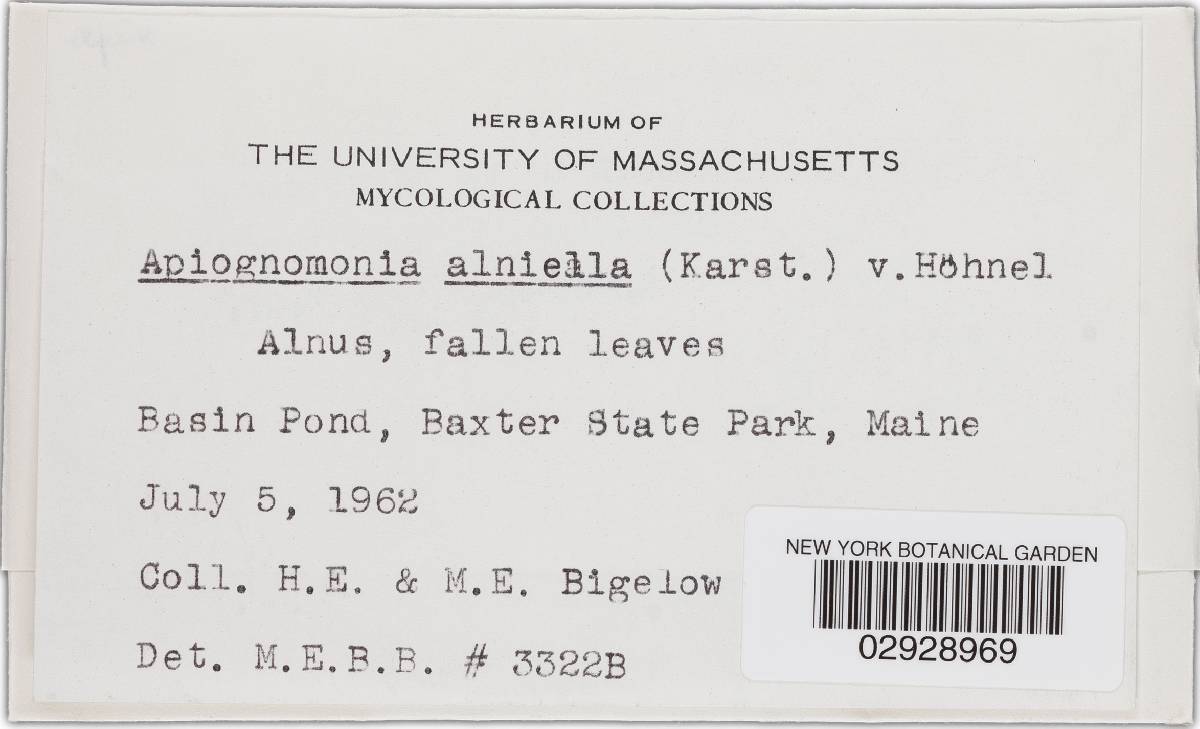 HERBARIUM OF
THE UNIVERSITY OF MASSACHUSETTS
MYCOLOGICAL COLLECTIONS
Apiognomonia alniella (Karst.) v.Höhnel
Alnus, fallen leaves
Basin Pond, Baxter State Park, Maine
July 5, 1962
Coll. H.E. & M.E. Bigelow
Det. M.E.B.B. # 3322B
NEW YORK BOTANICAL GARDEN
02928969